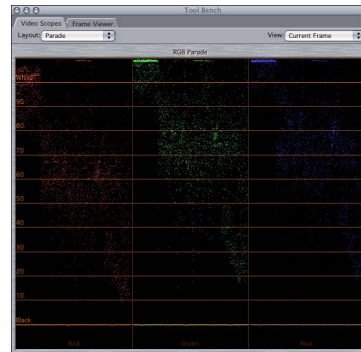 Tool Bench
Video Scopes Frame Viewer
Layout: Parade View: Current Frame
RGB Parade
White
90
80
70
60
50
40
30
20
10
Black
Red Green Blue